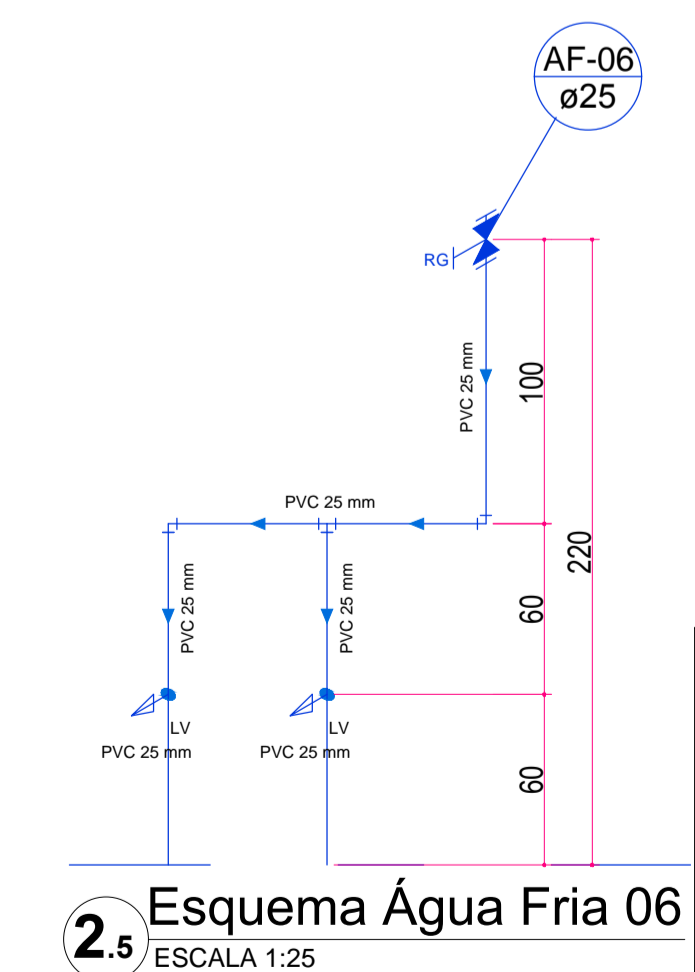 AF-06
ø25
RG
PVC 25 mm
100
PVC 25 mm
220
PVC 25 mm
PVC 25 mm
60
LV
PVC 25 mm
LV
PVC 25 mm
60
2.5
Esquema Água Fria 06
ESCALA 1:25